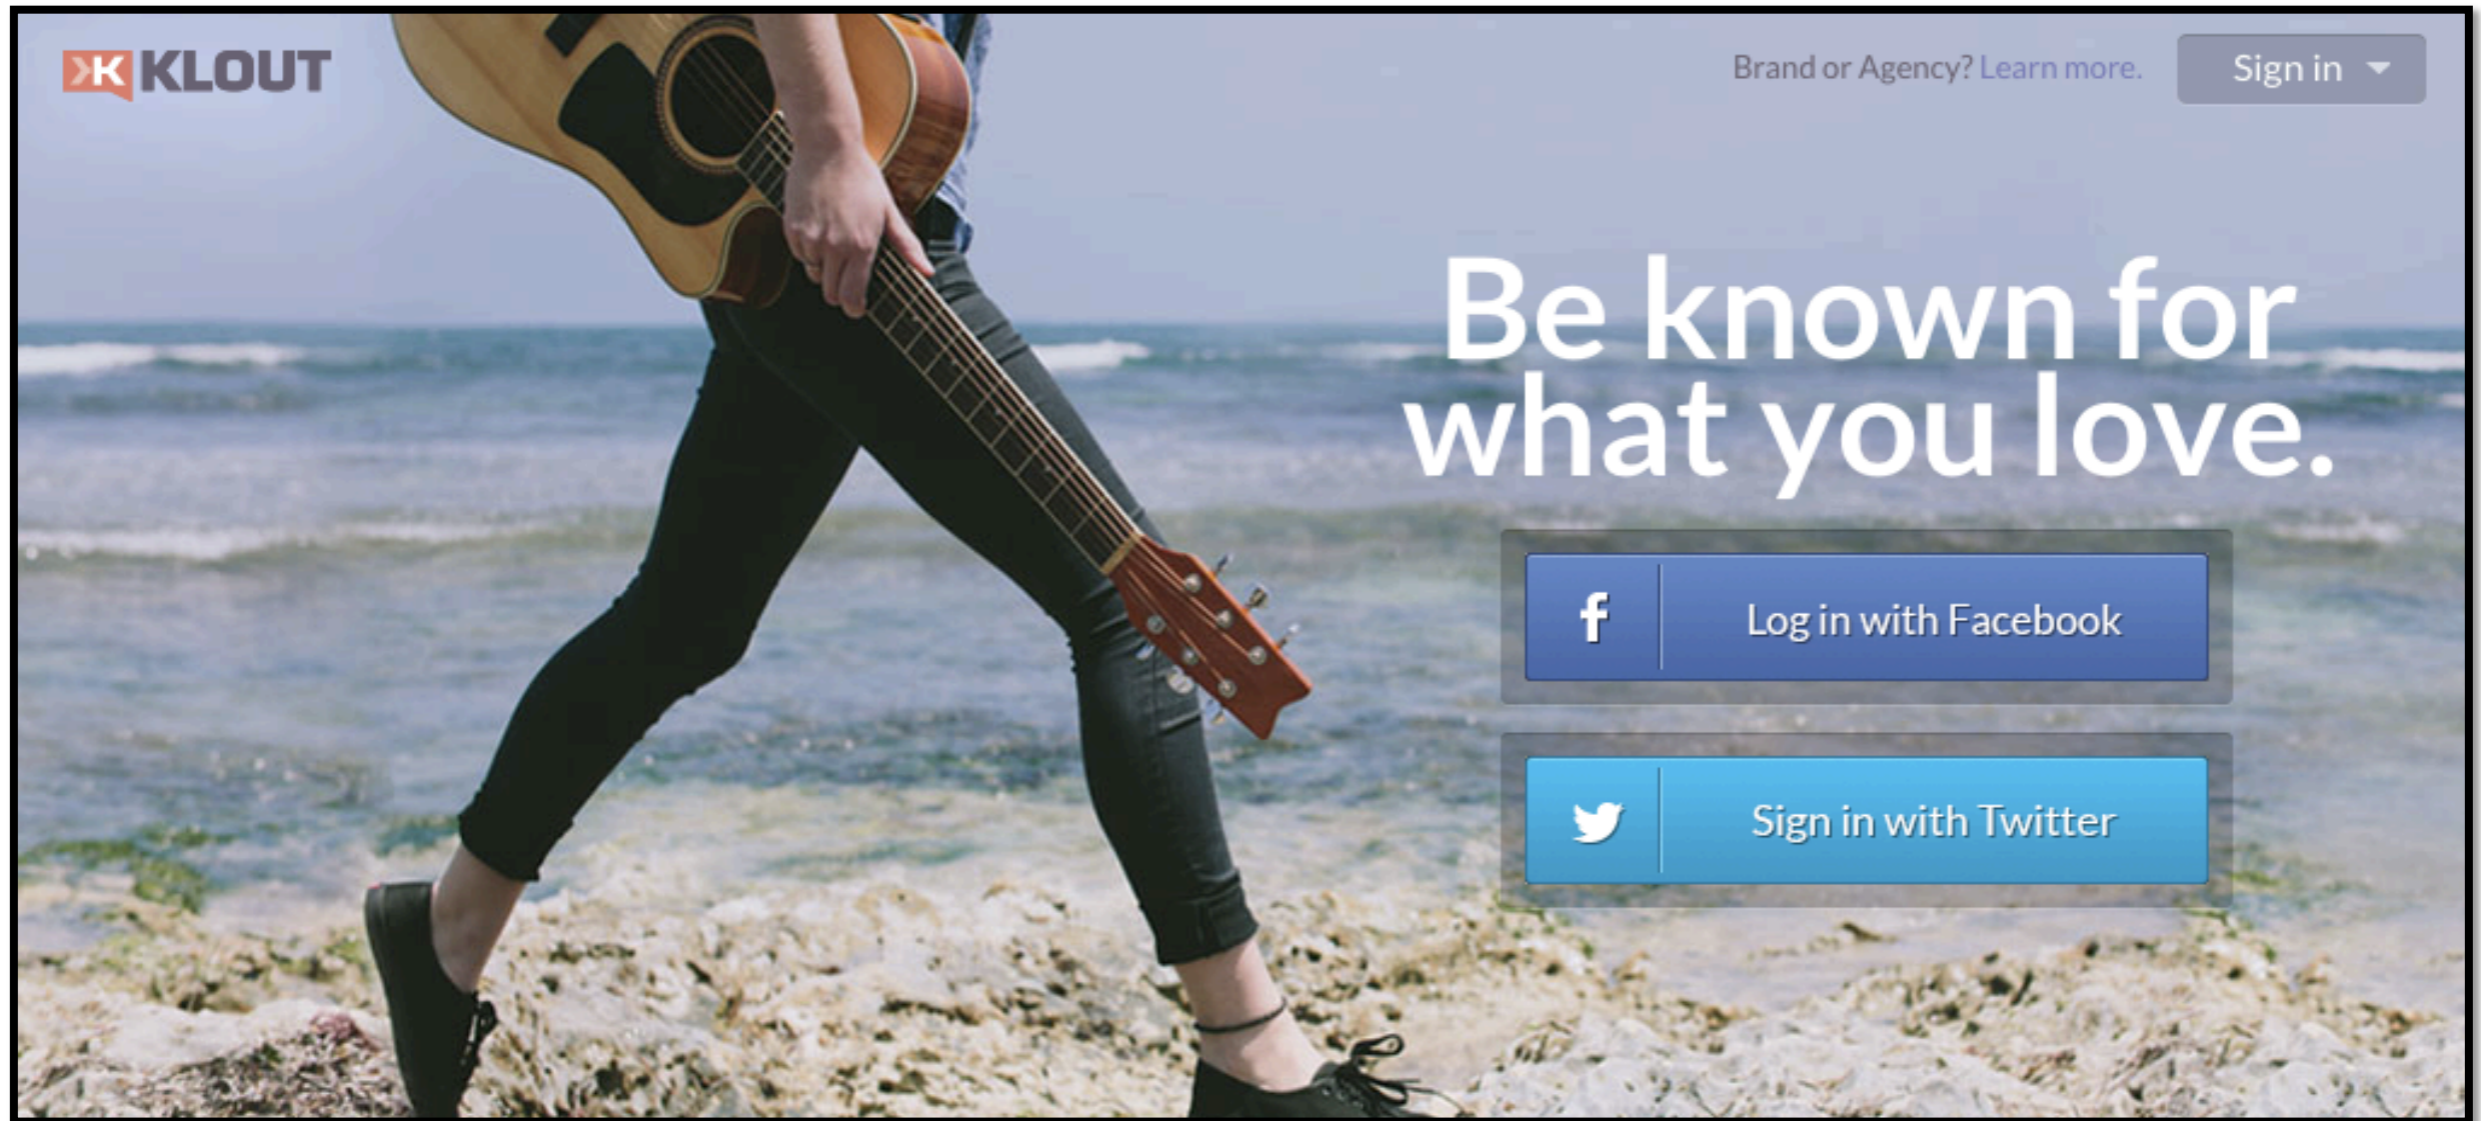 KLOUT
Brand or Agency? Learn more.
Sign in
Be known for
what you love.
Log in with Facebook
Sign in with Twitter